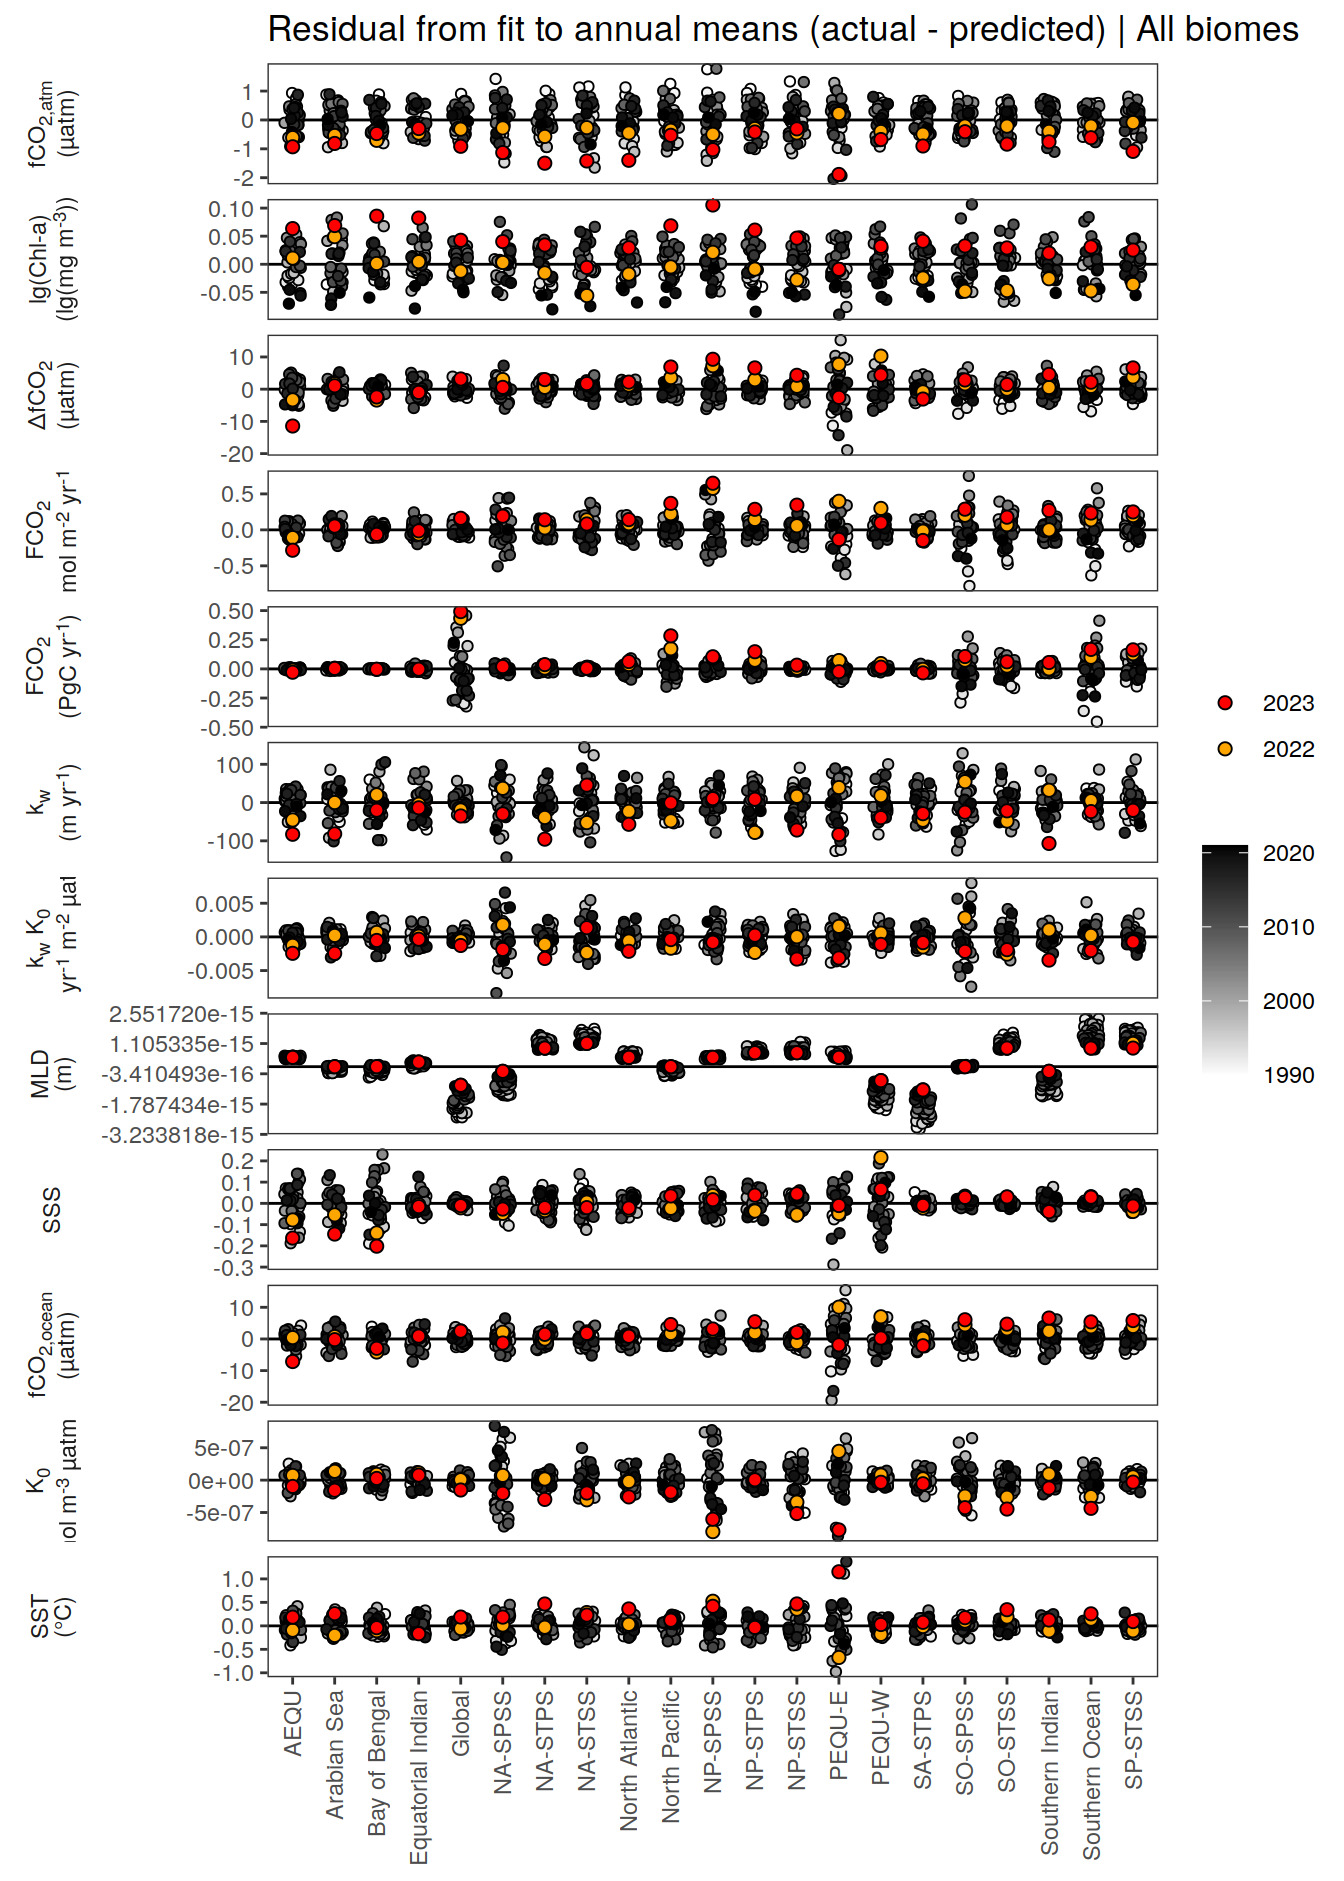 Residual from fit to annual means (actual - predicted) | All biomes
fCO2,atm
(µatm)
1
0
-1
-2
lg(Chl-a)
(lg(mg m-3))
0.10
0.05
0.00
-0.05
ΔfCO2
(µatm)
10
0
-10
-20
FCO2
mol m-2 yr-1
0.5
0.0
-0.5
FCO2
(PgC yr-1)
0.50
0.25
0.00
-0.25
-0.50
kw
(m yr-1)
100
0
-100
kw K0
yr-1 m-2 µat
0.005
0.000
-0.005
MLD
(m)
2.551720e-15
1.105335e-15
-3.410493e-16
-1.787434e-15
-3.233818e-15
SSS
0.2
0.1
0.0
-0.1
-0.2
-0.3
fCO2,ocean
(µatm)
10
0
-10
-20
K0
ol m-3 µatm
5e-07
0e+00
-5e-07
SST
(°C)
1.0
0.5
0.0
-0.5
-1.0
AEQU
Arabian Sea
Bay of Bengal
Equatorial Indian
Global
NA-SPSS
NA-STPS
NA-STSS
North Atlantic
North Pacific
NP-SPSS
NP-STPS
NP-STSS
PEQU-E
PEQU-W
SA-STPS
SO-SPSS
SO-STSS
Southern Indian
Southern Ocean
SP-STSS
2023
2022
2020
2010
2000
1990